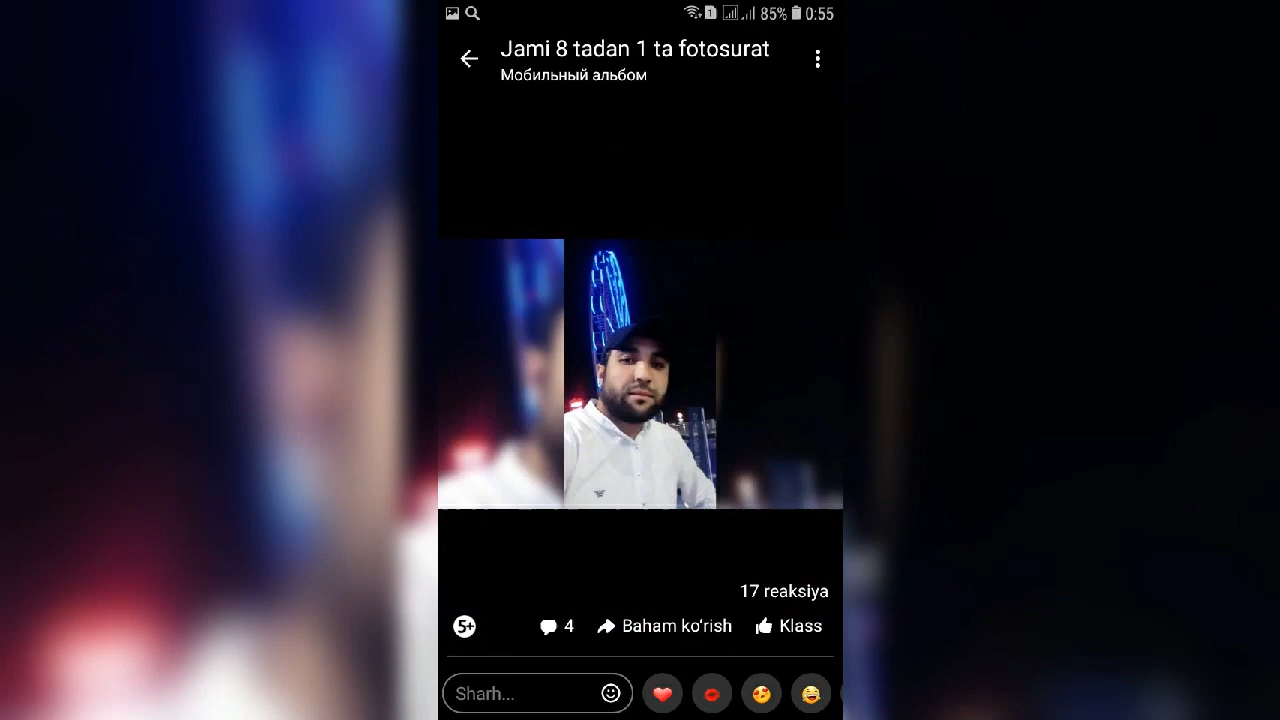 1 85% 0:55
Jami 8 tadan 1 ta fotosurat
Мобильный альбом
17 reaksiya
5+ 4 Baham ko‘rish Klass
Sharh...